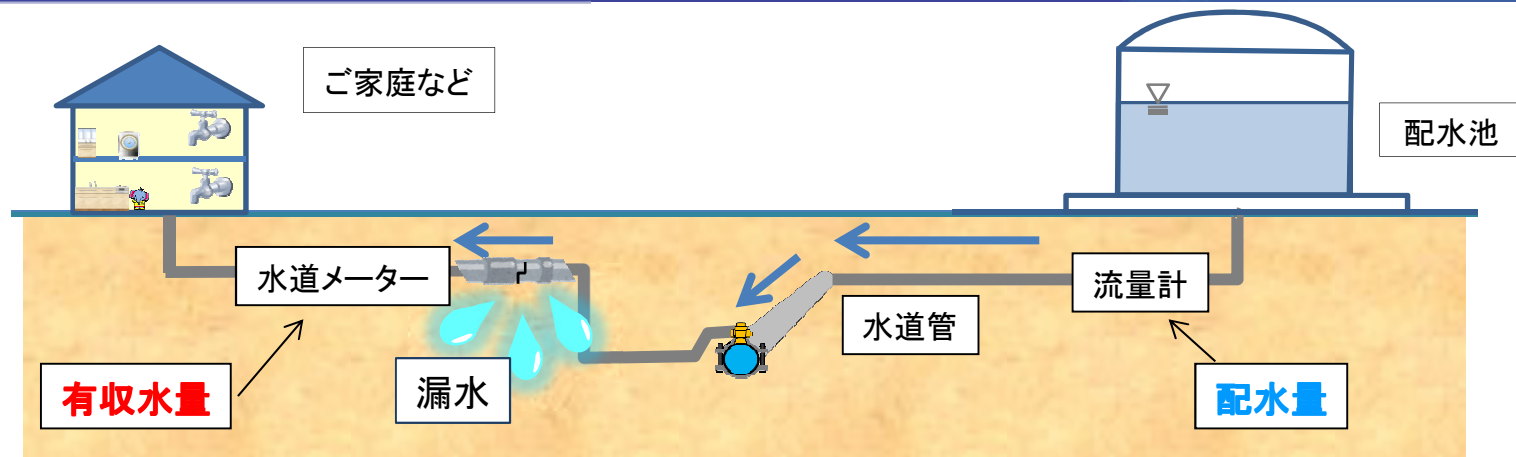 ご家庭など
配水池
水道メーター
流量計
水道管
有収水量
漏水
配水量